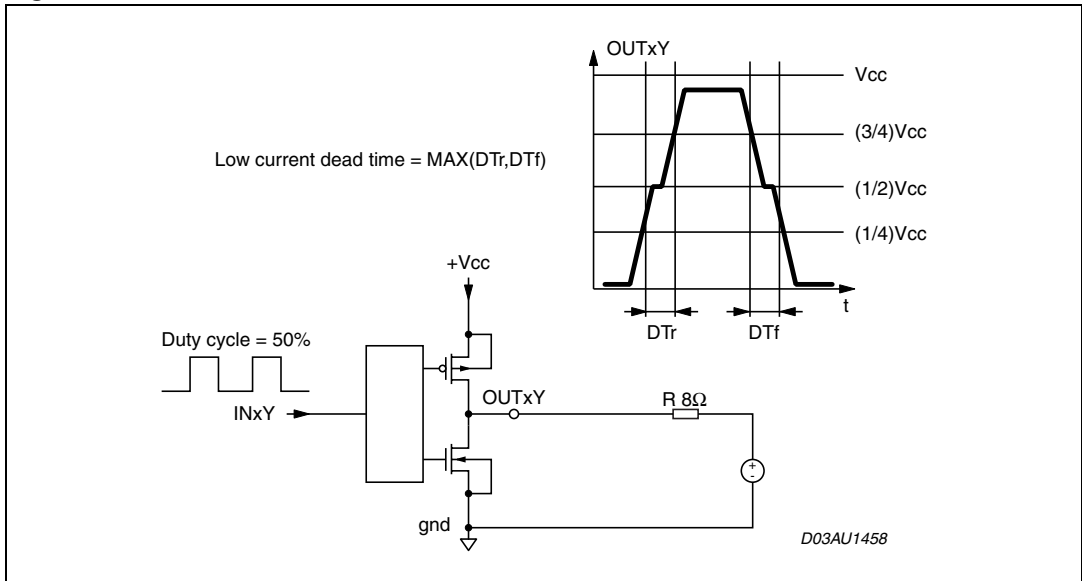 OUTxY
Vcc
(3/4)Vcc
Low current dead time = MAX(DTr,DTf)
(1/2)Vcc
(1/4)Vcc
+Vcc
t
DTr
DTf
Duty cycle = 50%
OUTxY
R 8Ω
INxY
+
-
gnd
D03AU1458